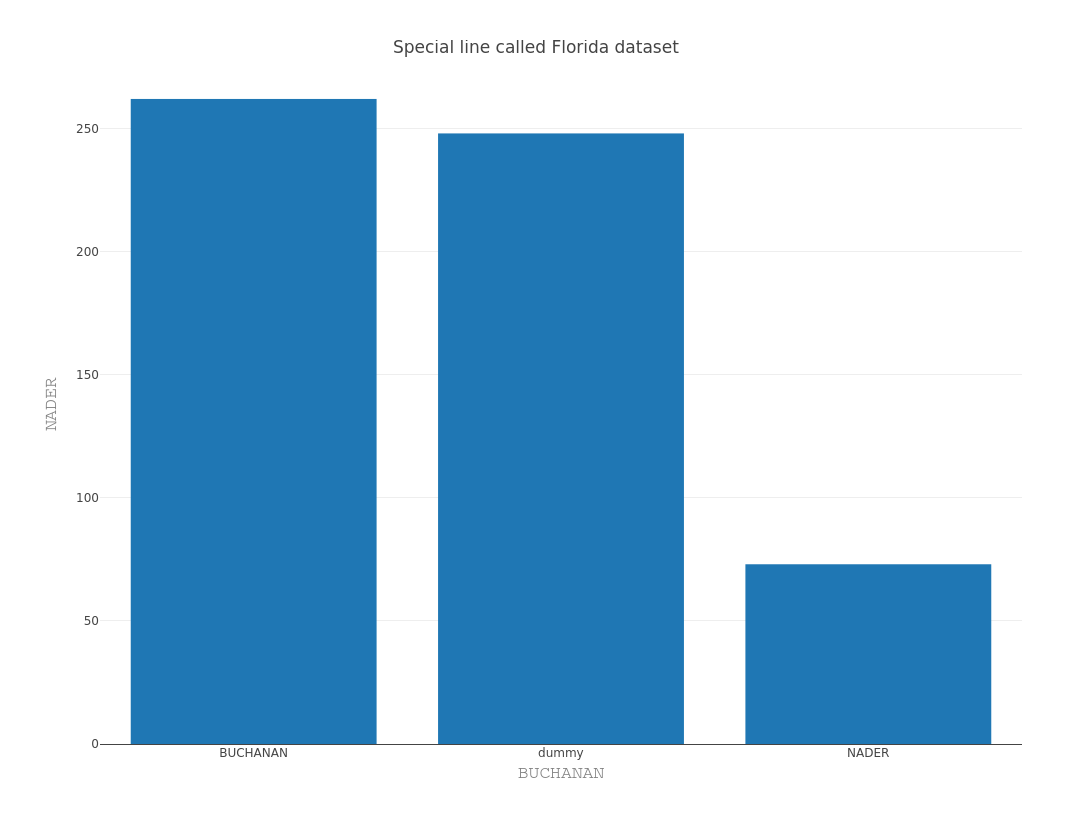 Special line called Florida dataset
250
200
150
100
50
0
NADER
BUCHANAN
dummy
NADER
BUCHANAN